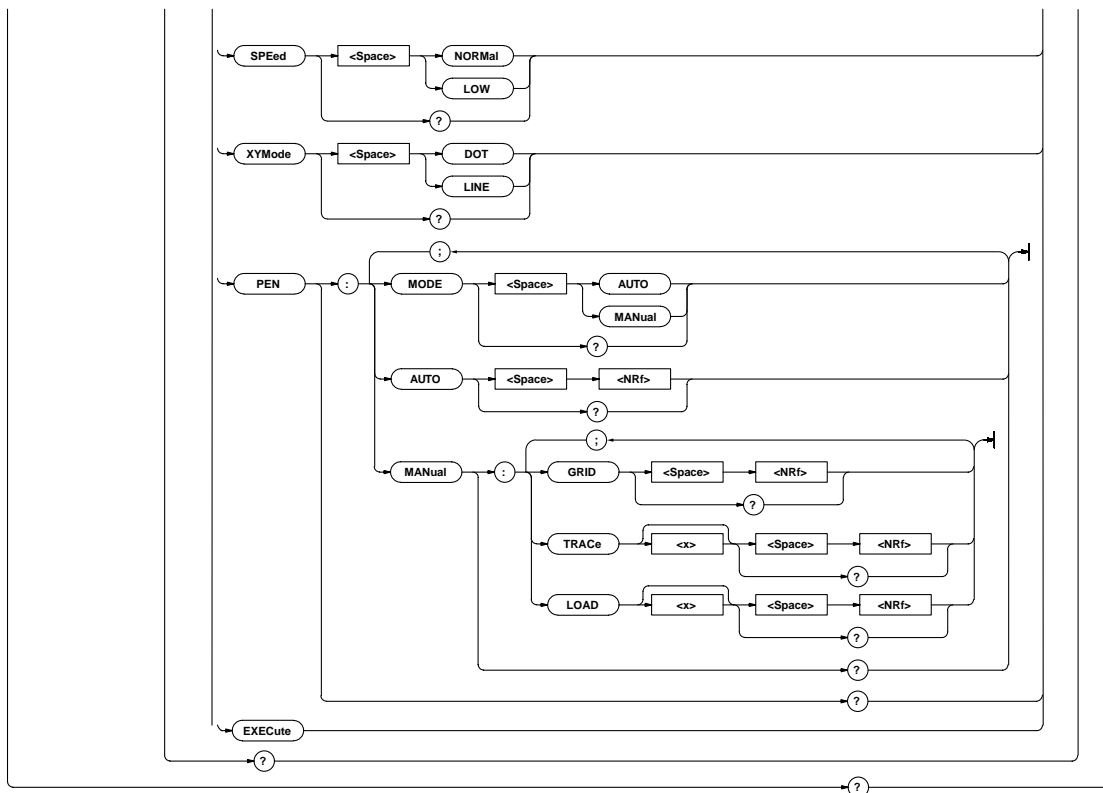 SPEed <Space> NORMal
LOW
?
XYMode <Space> DOT
LINE
?
;
PEN : MODE <Space> AUTO
MANual
?
AUTO <Space> <NRf>
?
;
MANual : GRID <Space> <NRf>
?
TRACe <x> <Space> <NRf>
?
LOAD <x> <Space> <NRf>
?
?
?
EXECute
?
?